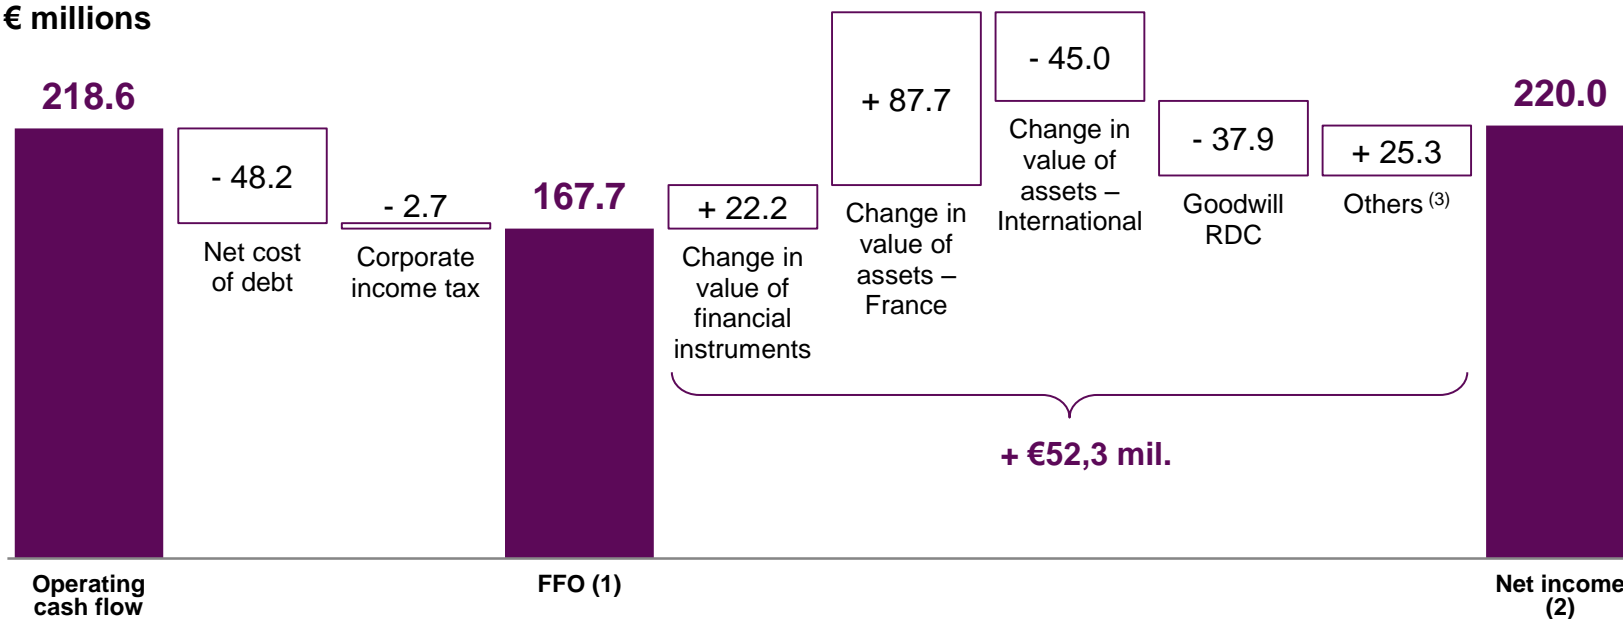 € millions
218.6
- 48.2
Net cost
of debt
- 2.7
Corporate
income tax
167.7
+ 22.2
Change in
value of
financial
instruments
+ 87.7
Change in
value of
assets –
France
- 45.0
Change in
value of
assets –
International
- 37.9
Goodwill
RDC
+ 25.3
Others (3)
220.0
+ €52,3 mil.
Operating
cash flow
FFO (1)
Net income
(2)